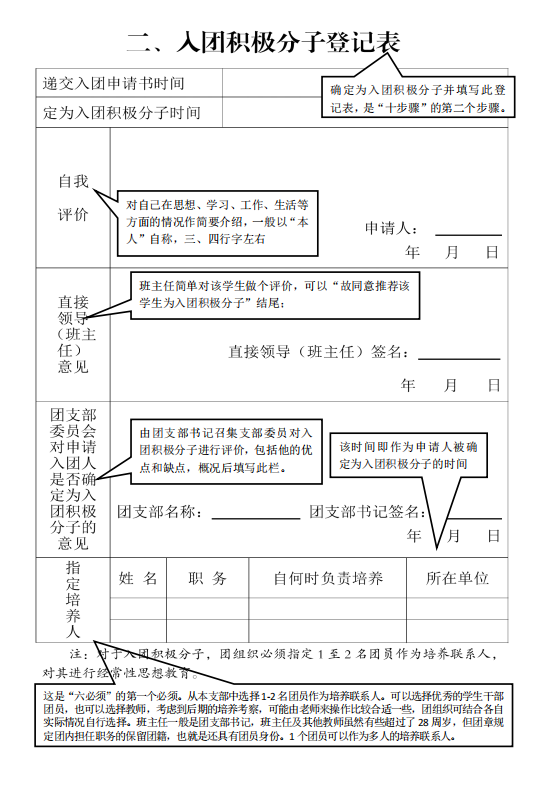 二、入团积极分子登记表
递交入团申请书时间
定为入团积极分子时间
确定为入团积极分子并填写此登
记表，是“十步骤”的第二个步骤。
自我
评价
对自己在思想、学习、工作、生活等
方面的情况作简要介绍，一般以“本
人”自称，三、四行字左右
申请人：
年 月 日
直接
领导
（班主
任）
意见
班主任简单对该学生做个评价，可以“故同意推荐该
学生为入团积极分子”结尾；
直接领导（班主任）签名：
年 月 日
团支部
委员会
对申请
入团人
是否确
定为入
团积极
分子的
意见
由团支部书记召集支部委员对入
团积极分子进行评价，包括他的优
点和缺点，概况后填写此栏。
该时间即作为申请人被确
定为入团积极分子的时间
团支部名称： 团支部书记签名：
年 月 日
指
定
培
养
人
姓 名 职 务 自何时负责培养 所在单位
注：对于入团积极分子，团组织必须指定 1 至 2 名团员作为培养联系人，
对其进行经常性思想教育。
这是“六必须”的第一个必须。从本支部中选择 1-2 名团员作为培养联系人。可以选择优秀的学生干部
团员，也可以选择教师，考虑到后期的培养考察，可能由老师来操作比较合适一些，团组织可结合各自
实际情况自行选择。班主任一般是团支部书记，班主任及其他教师虽然有些超过了 28 周岁，但团章规
定团内担任职务的保留团籍，也就是还具有团员身份。1 个团员可以作为多人的培养联系人。